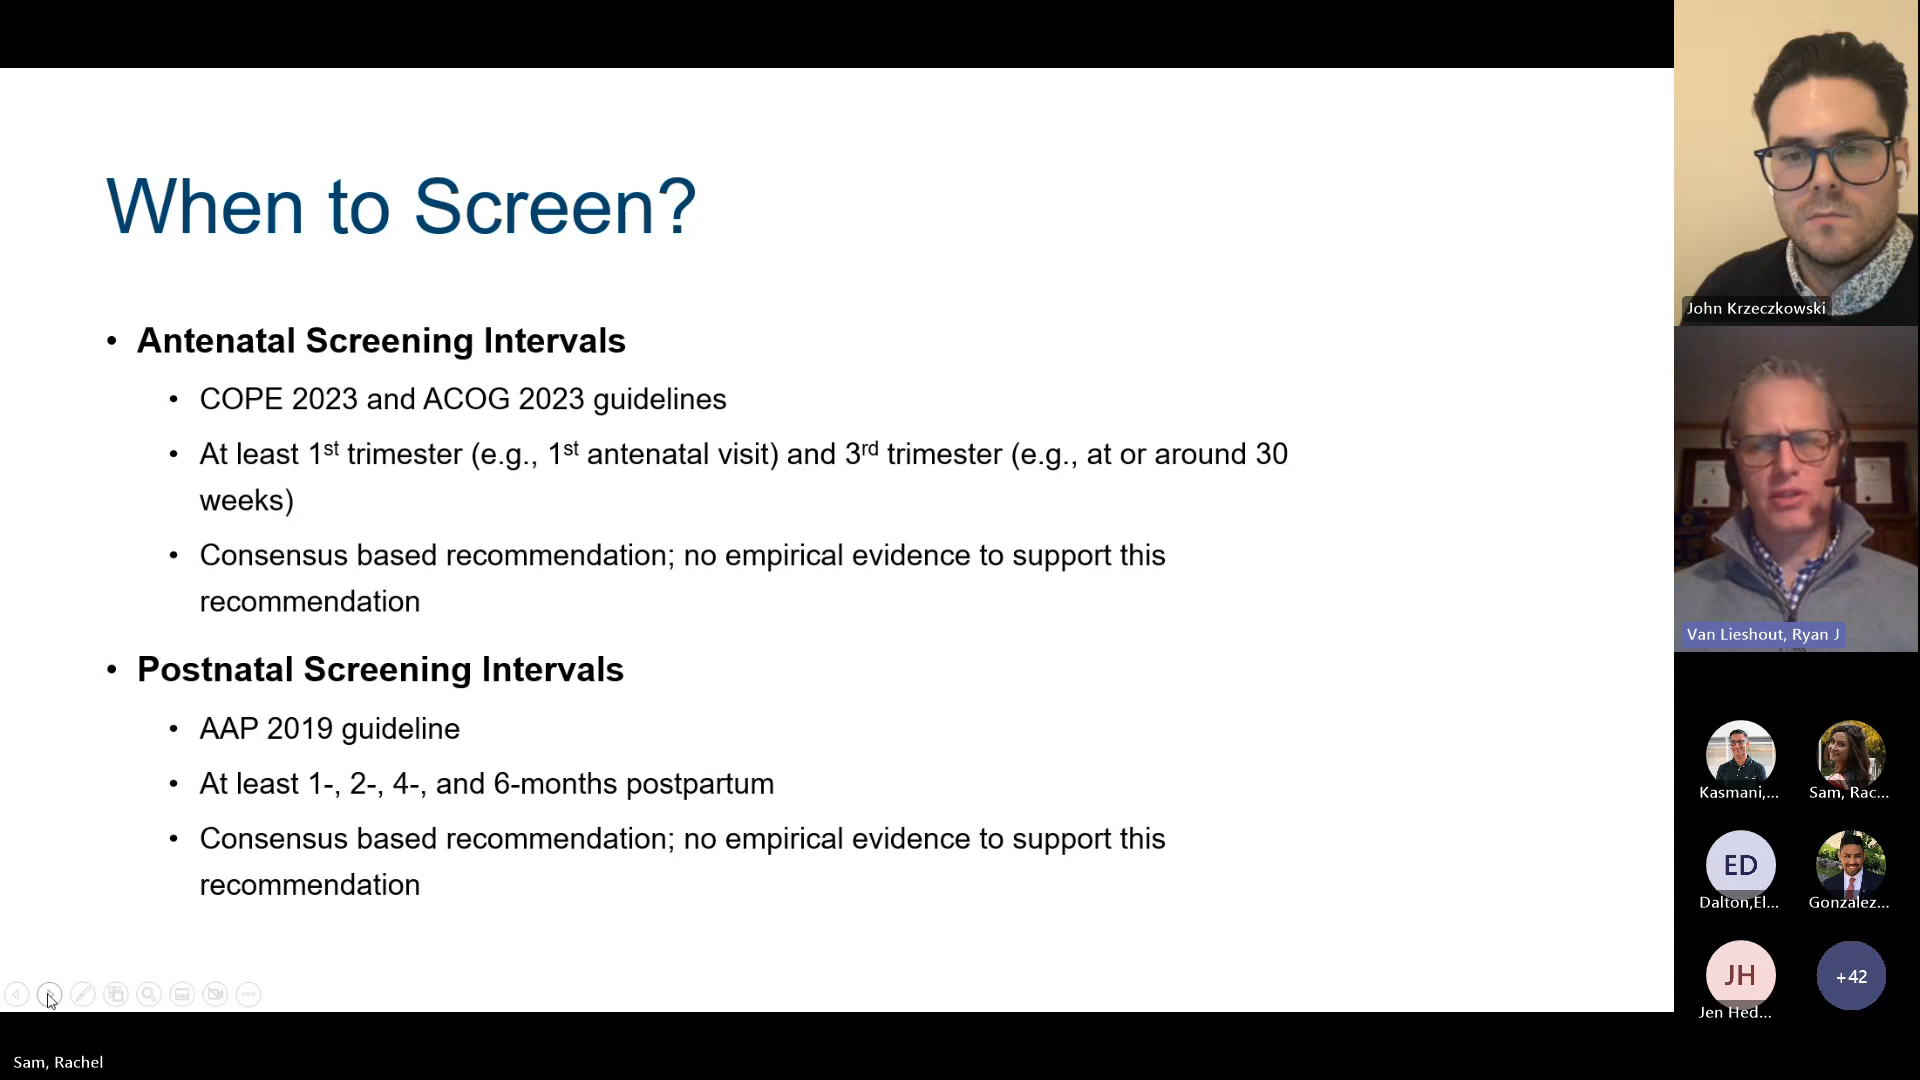 When to Screen?
• Antenatal Screening Intervals
• COPE 2023 and ACOG 2023 guidelines
• At least 1st trimester (e.g., 1st antenatal visit) and 3rd trimester (e.g., at or around 30
weeks)
• Consensus based recommendation; no empirical evidence to support this
recommendation
• Postnatal Screening Intervals
• AAP 2019 guideline
• At least 1-, 2-, 4-, and 6-months postpartum
• Consensus based recommendation; no empirical evidence to support this
recommendation
Sam, Rachel
John Krzeczkowski
Van Lieshout, Ryan J
Kasmani,...
Sam, Rac...
ED
Dalton,El...
Gonzalez...
JH
Jen Hed...
+42